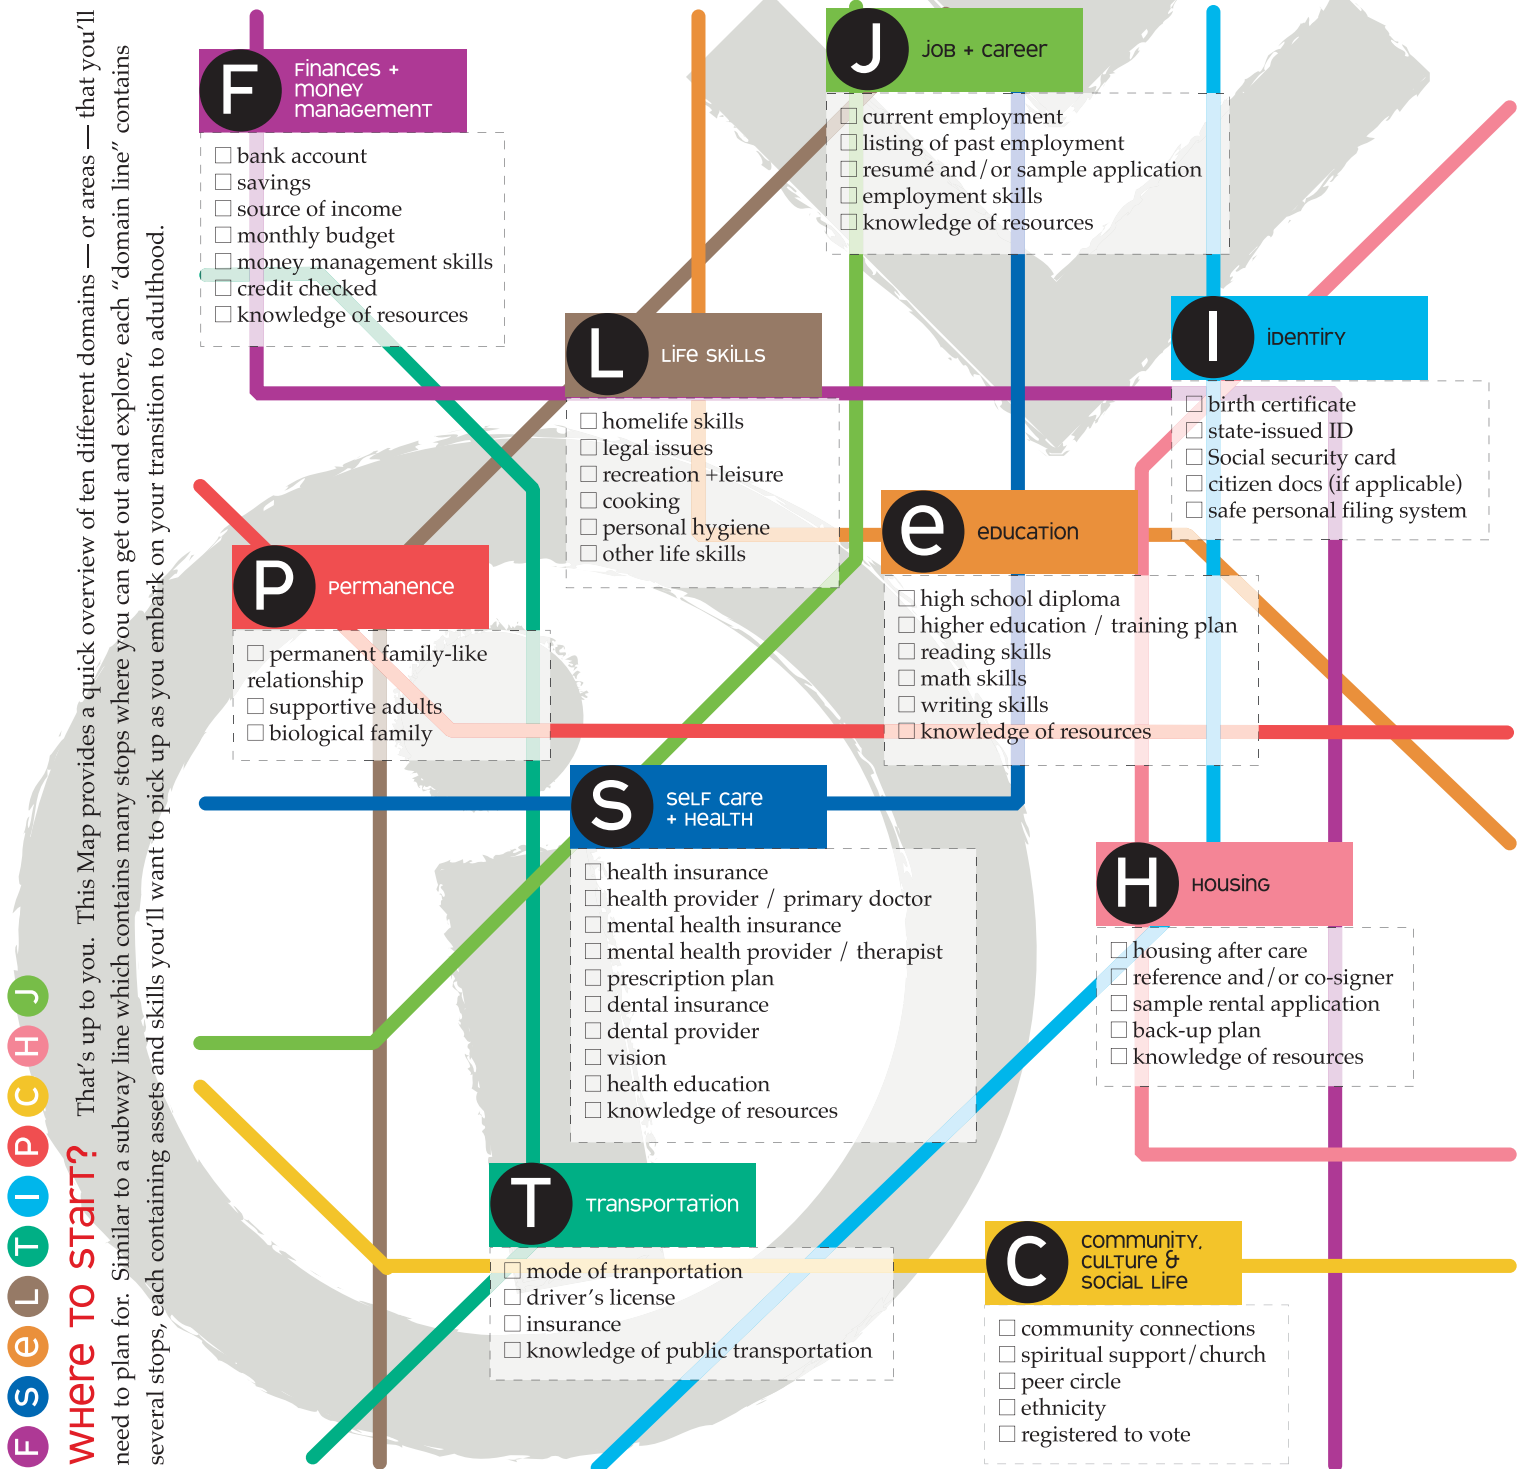 F S e L T I P C H J
WHere TO START? That's up to you. This Map provides a quick overview of ten different domains — or areas — that you'll
need to plan for. Similar to a subway line which contains many stops where you can get out and explore, each "domain line" contains
several stops, each containing assets and skills you'll want to pick up as you embark on your transition to adulthood.
F
Finances +
money
management
bank account
savings
source of income
monthly budget
money management skills
credit checked
knowledge of resources
J
Job + career
current employment
listing of past employment
resumé and/or sample application
employment skills
knowledge of resources
L
Life Skills
homelife skills
legal issues
recreation +leisure
cooking
personal hygiene
other life skills
I
identity
birth certificate
state-issued ID
Social security card
citizen docs (if applicable)
safe personal filing system
e
education
high school diploma
higher education / training plan
reading skills
math skills
writing skills
knowledge of resources
P
permanence
permanent family-like
relationship
supportive adults
biological family
S
Self care
+ Health
health insurance
health provider / primary doctor
mental health insurance
mental health provider / therapist
prescription plan
dental insurance
dental provider
vision
health education
knowledge of resources
H
Housing
housing after care
reference and/or co-signer
sample rental application
back-up plan
knowledge of resources
T
Transportation
mode of tranportation
driver's license
insurance
knowledge of public transportation
C
community,
culture &
social life
community connections
spiritual support/church
peer circle
ethnicity
registered to vote